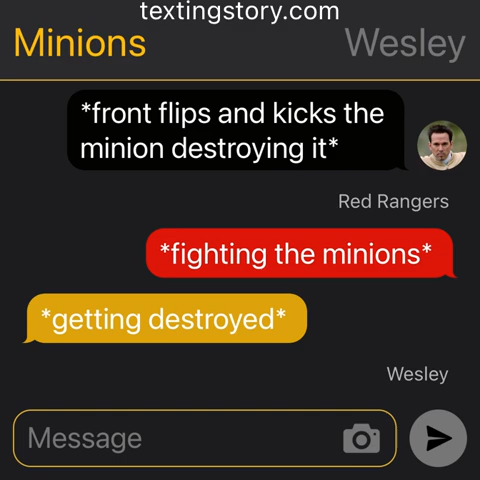 textingstory.com
Minions Wesley
*front flips and kicks the
minion destroying it*
Red Rangers
*fighting the minions*
*getting destroyed*
Wesley
Message